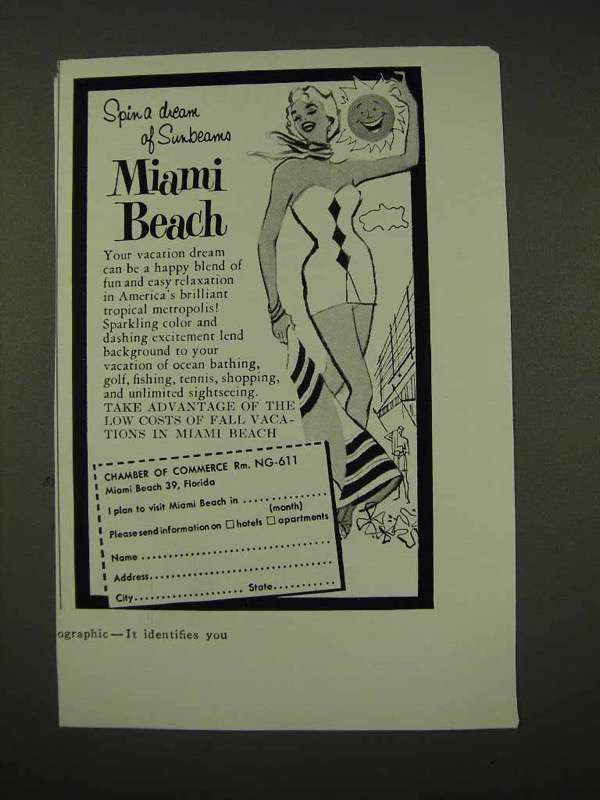 Spin a dream
of Sunbeams
Miami
Beach
Your vacation dream
can be a happy blend of
fun and easy relaxation
in America's brilliant
tropical metropolis!
Sparkling color and
dashing excitement lend
background to your
vacation of ocean bathing,
golf, fishing, tennis, shopping,
and unlimited sightseeing.
TAKE ADVANTAGE OF THE
LOW COSTS OF FALL VACA-
TIONS IN MIAMI BEACH
CHAMBER OF COMMERCE Rm. NG-611
Miami Beach 39, Florida
I plan to visit Miami Beach in ............
(month)
Please send information on ☐ hotels ☐ apartments
Name ................................
Address................................
City...................... State............
ographic—It identifies you